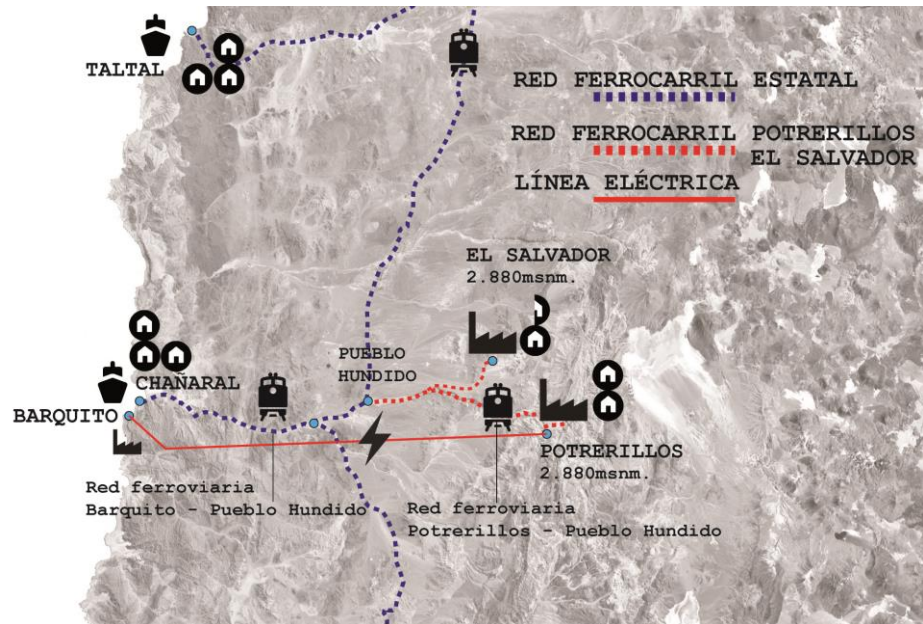 TALTAL
RED FERROCARRIL ESTATAL
RED FERROCARRIL POTRERILLOS
EL SALVADOR
LÍNEA ELÉCTRICA
EL SALVADOR
2.880msnm.
PUEBLO
HUNDIDO
CHAÑARAL
BARQUITO
POTRERILLOS
2.880msnm.
Red ferroviaria
Barquito - Pueblo Hundido
Red ferroviaria
Potrerillos - Pueblo Hundido